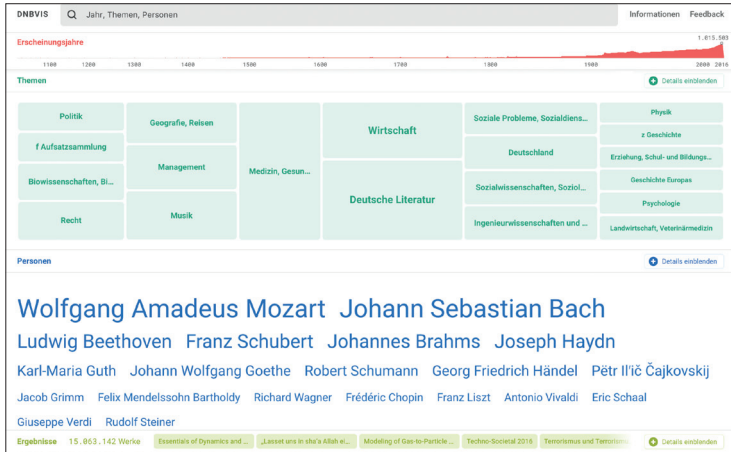 DNBVIS
Jahr, Themen, Personen
Informationen Feedback
Erscheinungsjahre
1.015.503
1100 1200 1300 1400 1500 1600 1700 1800 1900 2000 2016
Themen
Details einblenden
Politik
f Aufsatzsammlung
Biowissenschaften, Bi...
Recht
Geografie, Reisen
Management
Musik
Medizin, Gesun...
Wirtschaft
Deutsche Literatur
Soziale Probleme, Sozialdiens...
Deutschland
Sozialwissenschaften, Soziol...
Ingenieurwissenschaften und ...
Physik
z Geschichte
Erziehung, Schul- und Bildungs...
Geschichte Europas
Psychologie
Landwirtschaft, Veterinärmedizin
Personen
Details einblenden
Wolfgang Amadeus Mozart Johann Sebastian Bach
Ludwig Beethoven Franz Schubert Johannes Brahms Joseph Haydn
Karl-Maria Guth Johann Wolfgang Goethe Robert Schumann Georg Friedrich Händel Pëtr Il'ič Čajkovskij
Jacob Grimm Felix Mendelssohn Bartholdy Richard Wagner Frédéric Chopin Franz Liszt Antonio Vivaldi Eric Schaal
Giuseppe Verdi Rudolf Steiner
Ergebnisse 15.063.142 Werke Essentials of Dynamics and ... „Lesset uns in sha'a Allah ei... Modeling of Gas-to-Particle ... Techno-Societal 2016 Terrorismus und Terrorism